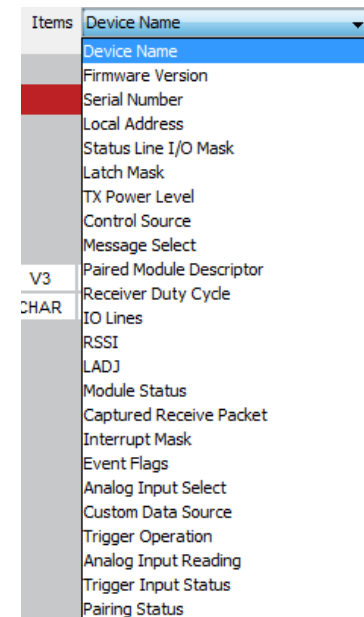 Items Device Name
Device Name
Firmware Version
Serial Number
Local Address
Status Line I/O Mask
Latch Mask
TX Power Level
Control Source
Message Select
Paired Module Descriptor
V3
Receiver Duty Cycle
CHAR
IO Lines
RSSI
LADJ
Module Status
Captured Receive Packet
Interrupt Mask
Event Flags
Analog Input Select
Custom Data Source
Trigger Operation
Analog Input Reading
Trigger Input Status
Pairing Status